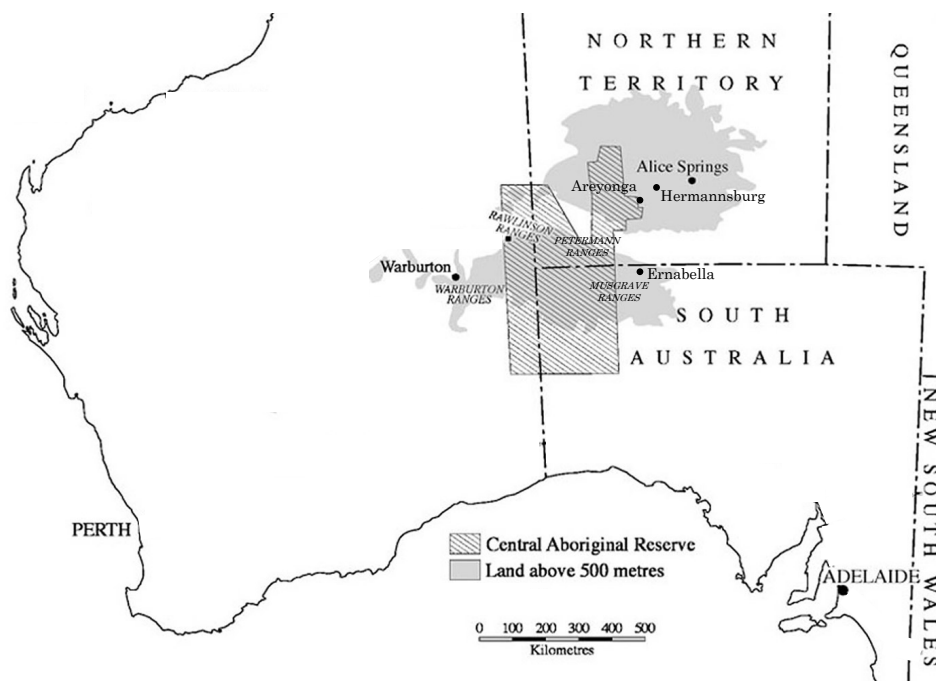 NORTHERN
TERRITORY
QUEENSLAND
Alice Springs
Areyonga
Hermannsburg
RAWLINSON
RANGES
PETERMANN
RANGES
Warburton
Ernabella
WARBURTON
RANGES
MUSGRAVE
RANGES
SOUTH
AUSTRALIA
NEW SOUTH WALES
PERTH
Central Aboriginal Reserve
Land above 500 metres
ADELAIDE
0 100 200 300 400 500
Kilometres